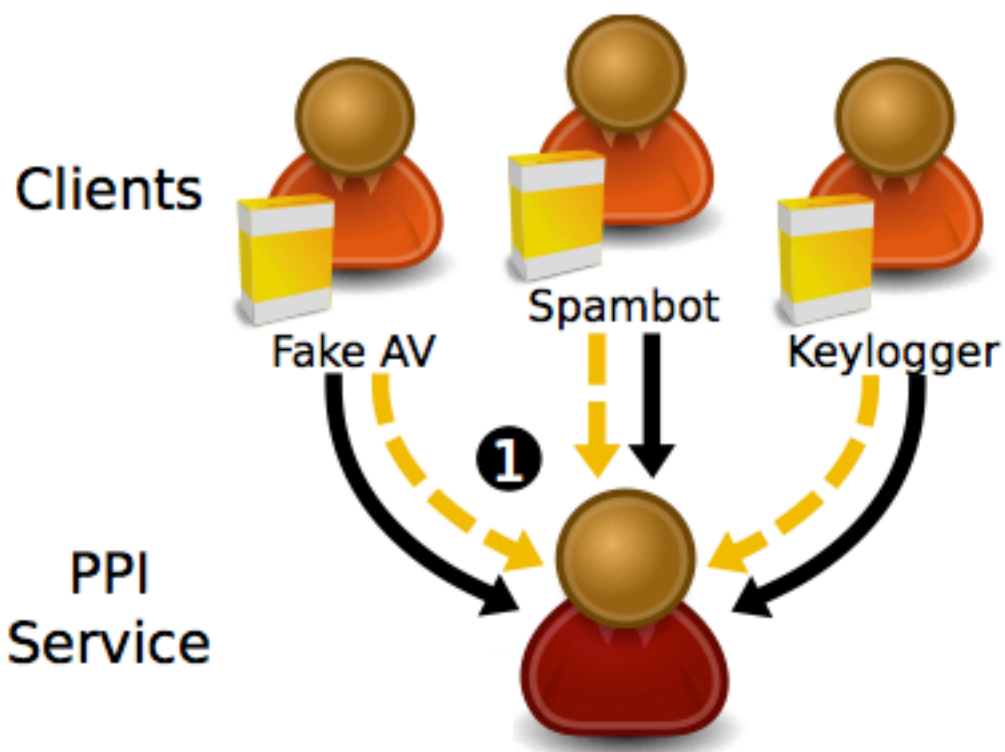 Clients
Fake AV
Spambot
Keylogger
1
PPI
Service